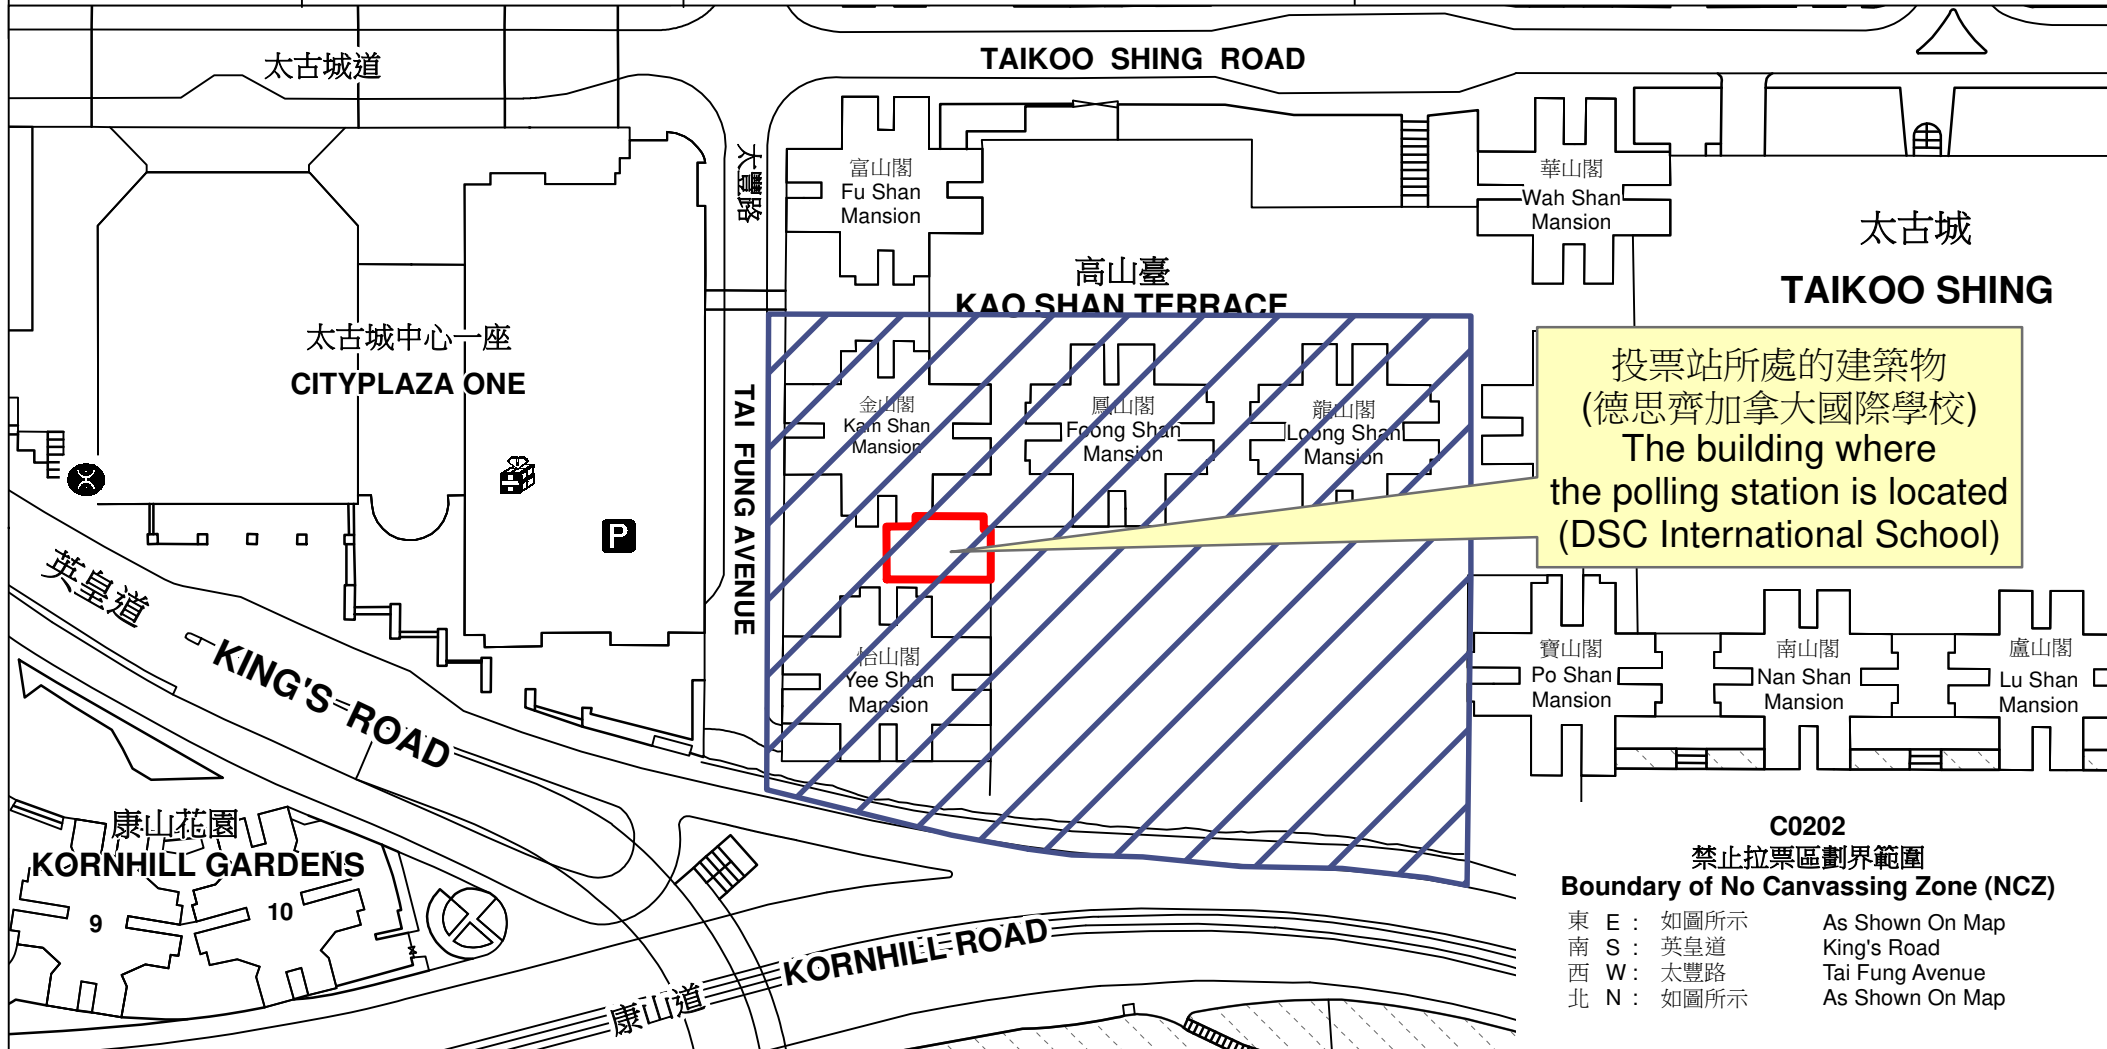 太古城道
TAIKOO SHING ROAD
太豐路
富山閣
Fu Shan
Mansion
華山閣
Wah Shan
Mansion
太古城
TAIKOO SHING
高山臺
KAO SHAN TERRACE
太古城中心一座
CITYPLAZA ONE
TAI FUNG AVENUE
金山閣
Kam Shan
Mansion
鳳山閣
Foong Shan
Mansion
龍山閣
Loong Shan
Mansion
投票站所處的建築物
(德思齊加拿大國際學校)
The building where
the polling station is located
(DSC International School)
P
英皇道
KING'S ROAD
怡山閣
Yee Shan
Mansion
寶山閣
Po Shan
Mansion
南山閣
Nan Shan
Mansion
盧山閣
Lu Shan
Mansion
康山花園
KORNHILL GARDENS
9
10
康山道
KORNHILL ROAD
C0202
禁止拉票區劃界範圍
Boundary of No Canvassing Zone (NCZ)
東 E : 如圖所示 As Shown On Map
南 S : 英皇道 King's Road
西 W : 太豐路 Tai Fung Avenue
北 N : 如圖所示 As Shown On Map